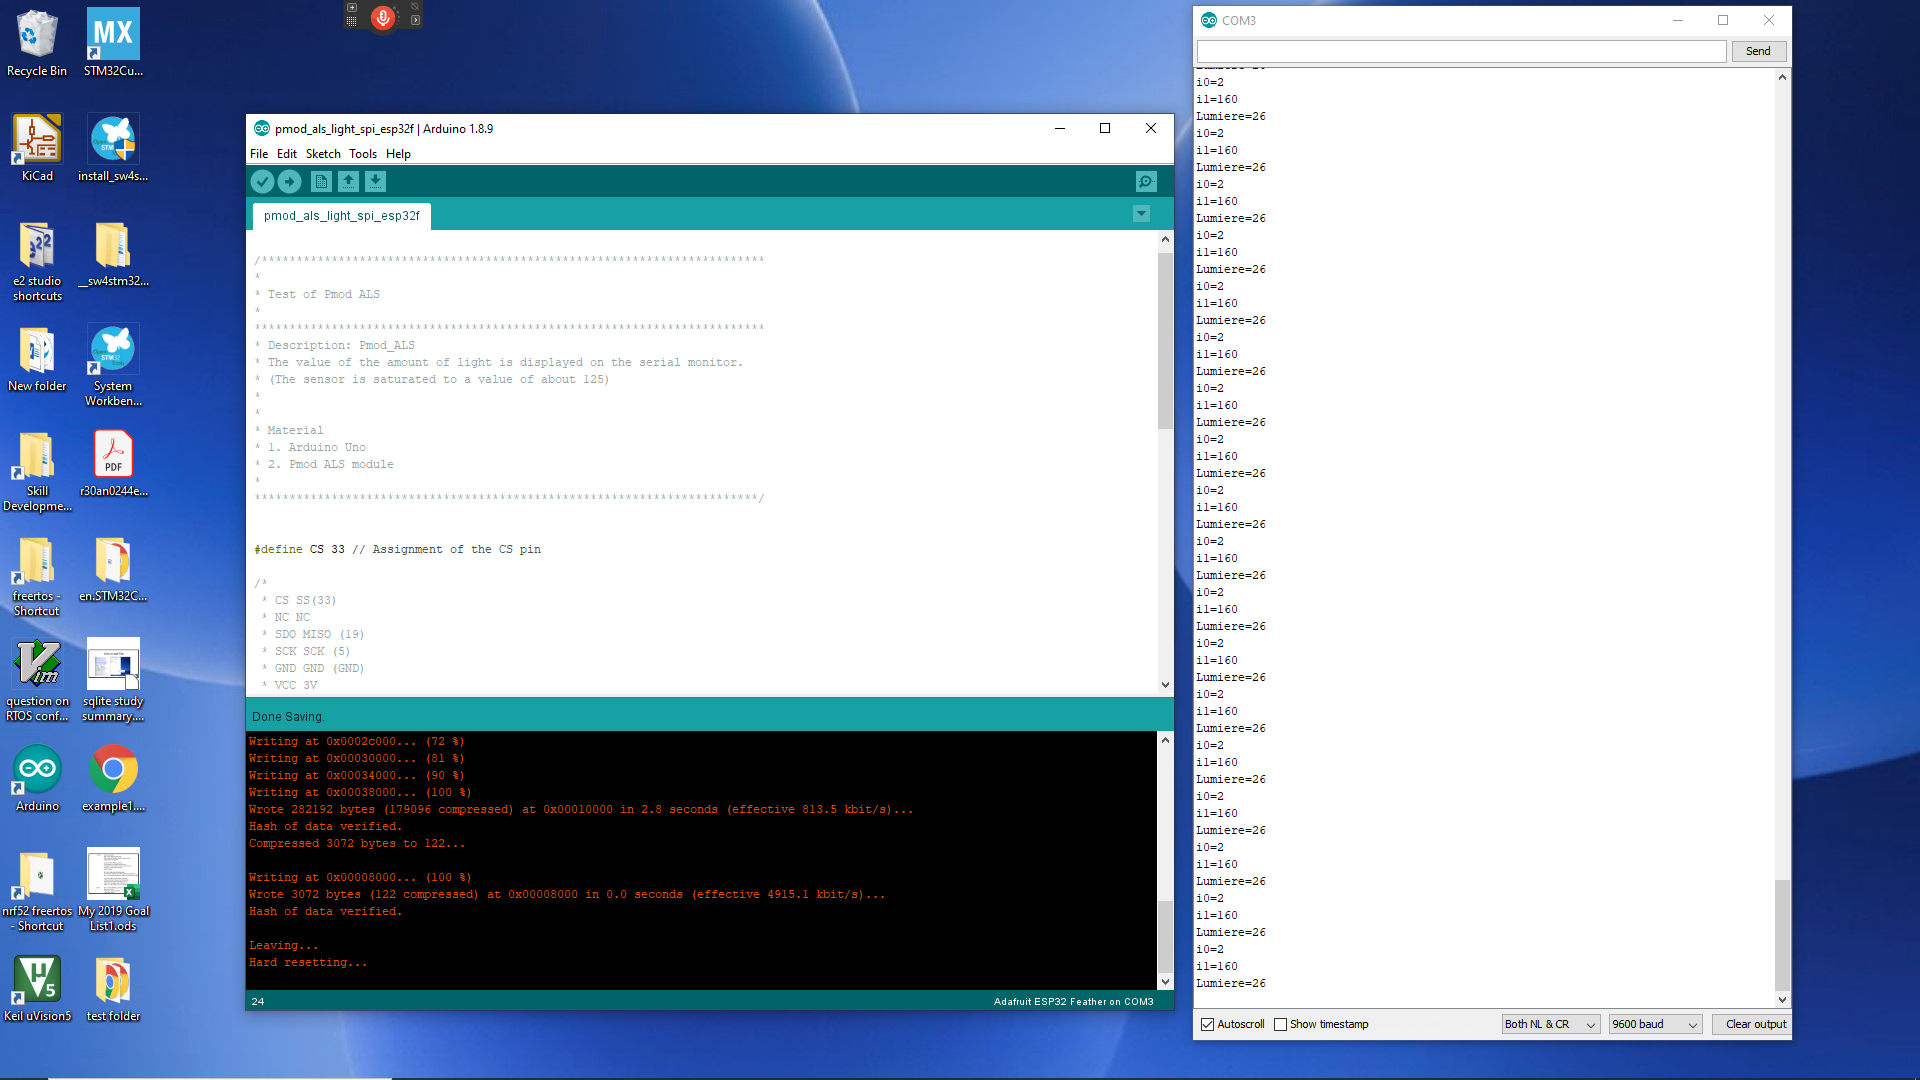 Recycle Bin
MX
STM32Cu...
KiCad
install_sw4s...
e2 studio
shortcuts
__sw4stm32...
New folder
System
Workben...
Skill
Developme...
PDF
r30an0244e...
freertos -
Shortcut
en.STM32C...
question on
RTOS conf...
sqlite study
summary....
Arduino
example1....
nrf52 freertos
- Shortcut
My 2019 Goal
List1.ods
Keil uVision5
test folder
pmod_als_light_spi_esp32f | Arduino 1.8.9
File Edit Sketch Tools Help
pmod_als_light_spi_esp32f
/************************************************************************
*
* Test of Pmod ALS
*
*************************************************************************
* Description: Pmod_ALS
* The value of the amount of light is displayed on the serial monitor.
* (The sensor is saturated to a value of about 125)
*
*
* Material
* 1. Arduino Uno
* 2. Pmod ALS module
*
************************************************************************/
#define CS 33 // Assignment of the CS pin
/*
* CS SS(33)
* NC NC
* SDO MISO (19)
* SCK SCK (5)
* GND GND (GND)
* VCC 3V
Done Saving.
Writing at 0x0002c000... (72 %)
Writing at 0x00030000... (81 %)
Writing at 0x00034000... (90 %)
Writing at 0x00038000... (100 %)
Wrote 282192 bytes (179096 compressed) at 0x00010000 in 2.8 seconds (effective 813.5 kbit/s)...
Hash of data verified.
Compressed 3072 bytes to 122...
Writing at 0x00008000... (100 %)
Wrote 3072 bytes (122 compressed) at 0x00008000 in 0.0 seconds (effective 4915.1 kbit/s)...
Hash of data verified.
Leaving...
Hard resetting...
24
Adafruit ESP32 Feather on COM3
COM3
Send
Lumiere=26
i0=2
i1=160
Lumiere=26
i0=2
i1=160
Lumiere=26
i0=2
i1=160
Lumiere=26
i0=2
i1=160
Lumiere=26
i0=2
i1=160
Lumiere=26
i0=2
i1=160
Lumiere=26
i0=2
i1=160
Lumiere=26
i0=2
i1=160
Lumiere=26
i0=2
i1=160
Lumiere=26
i0=2
i1=160
Lumiere=26
i0=2
i1=160
Lumiere=26
i0=2
i1=160
Lumiere=26
i0=2
i1=160
Lumiere=26
i0=2
i1=160
Lumiere=26
i0=2
i1=160
Lumiere=26
i0=2
i1=160
Lumiere=26
i0=2
i1=160
Lumiere=26
i0=2
i1=160
Lumiere=26
Autoscroll
Show timestamp
Both NL & CR
9600 baud
Clear output